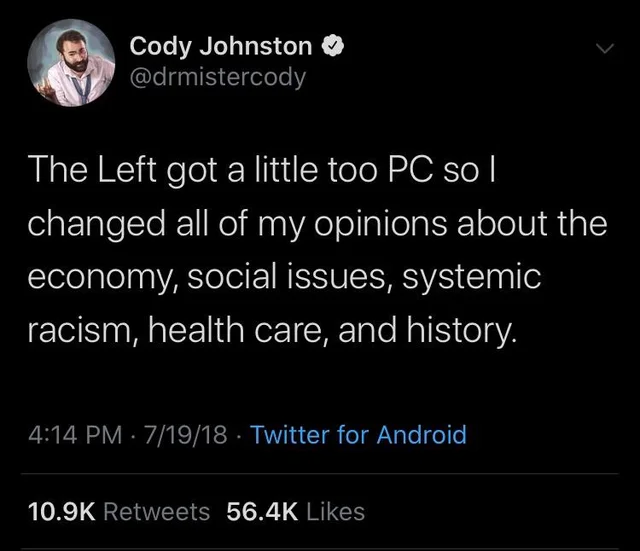 Cody Johnston
@drmistercody
The Left got a little too PC so I
changed all of my opinions about the
economy, social issues, systemic
racism, health care, and history.
4:14 PM · 7/19/18 · Twitter for Android
10.9K Retweets 56.4K Likes